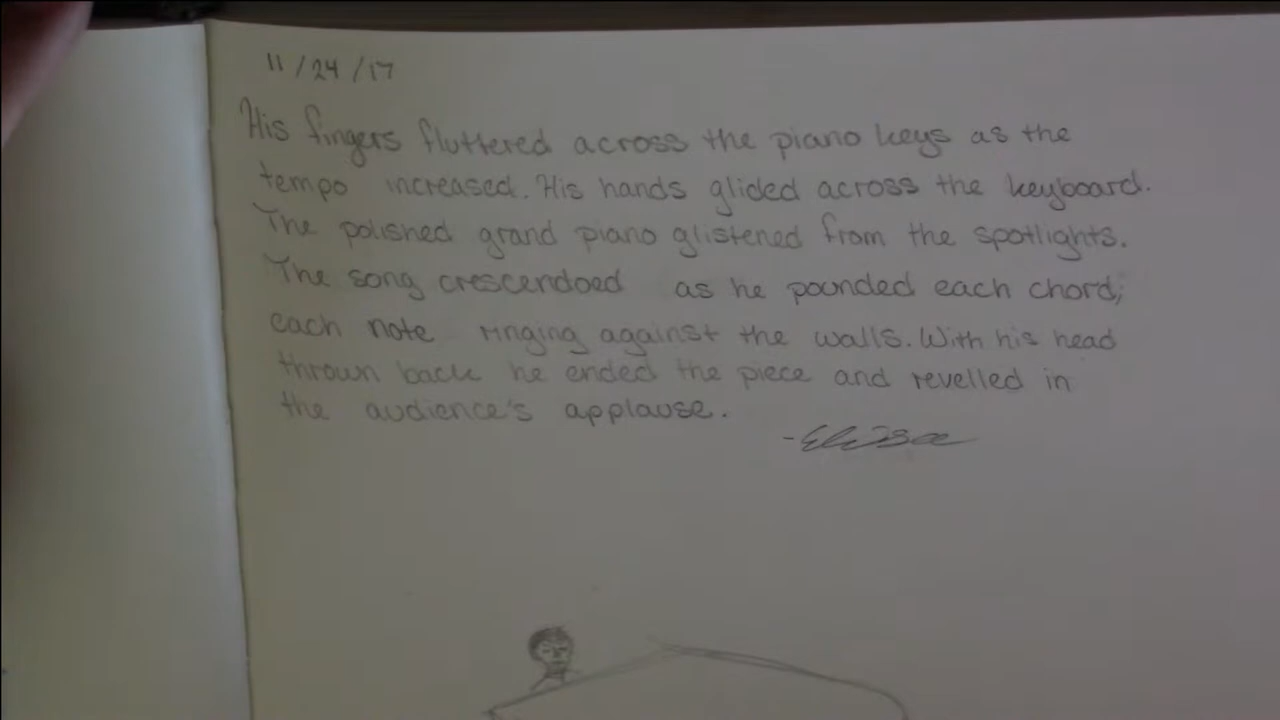 11/24/17
His fingers fluttered across the piano keys as the
tempo increased. His hands glided across the keyboard.
The polished grand piano glistened from the spotlights.
The song crescendoed as he pounded each chord;
each note ringing against the walls. With his head
thrown back he ended the piece and revelled in
the audience's applause.
-Elissa